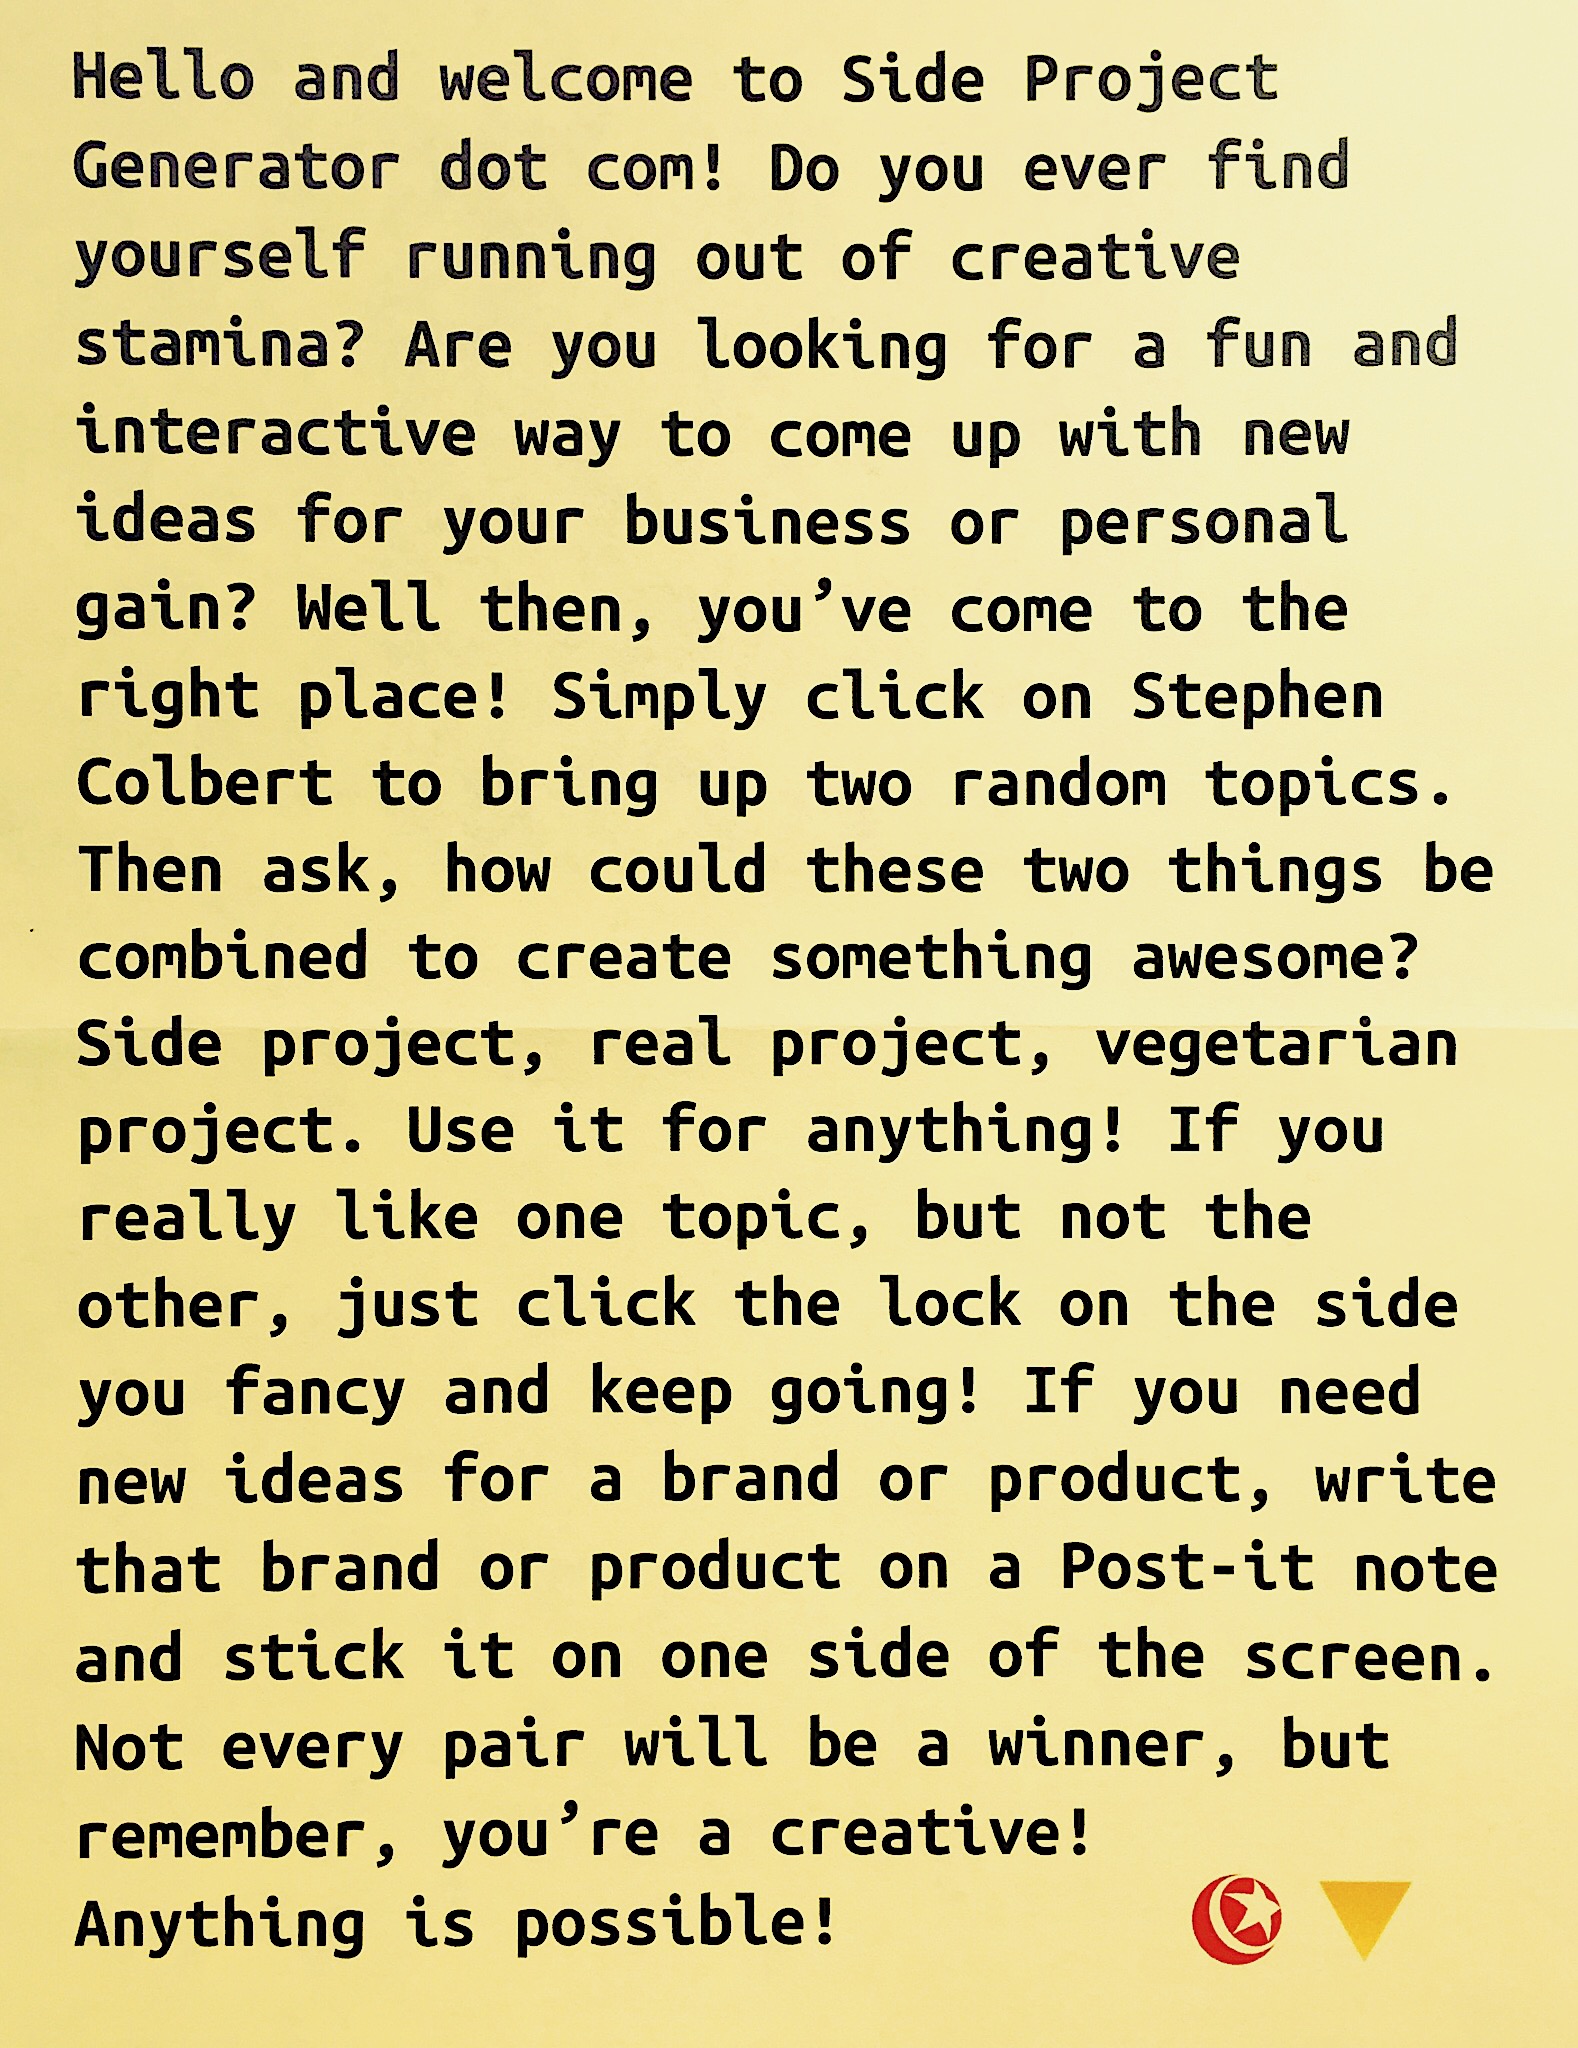 Hello and welcome to Side Project
Generator dot com! Do you ever find
yourself running out of creative
stamina? Are you looking for a fun and
interactive way to come up with new
ideas for your business or personal
gain? Well then, you’ve come to the
right place! Simply click on Stephen
Colbert to bring up two random topics.
Then ask, how could these two things be
combined to create something awesome?
Side project, real project, vegetarian
project. Use it for anything! If you
really like one topic, but not the
other, just click the lock on the side
you fancy and keep going! If you need
new ideas for a brand or product, write
that brand or product on a Post-it note
and stick it on one side of the screen.
Not every pair will be a winner, but
remember, you’re a creative!
Anything is possible!